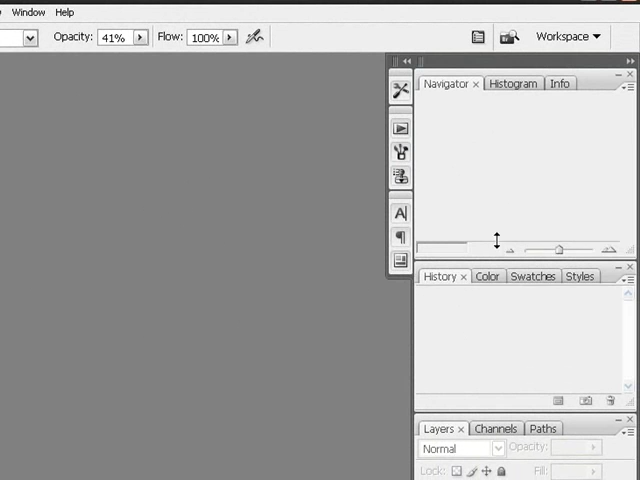 Window Help
Opacity: 41% Flow: 100% Workspace
Navigator Histogram Info
A
History Color Swatches Styles
Layers Channels Paths
Normal Opacity:
Lock: Fill: